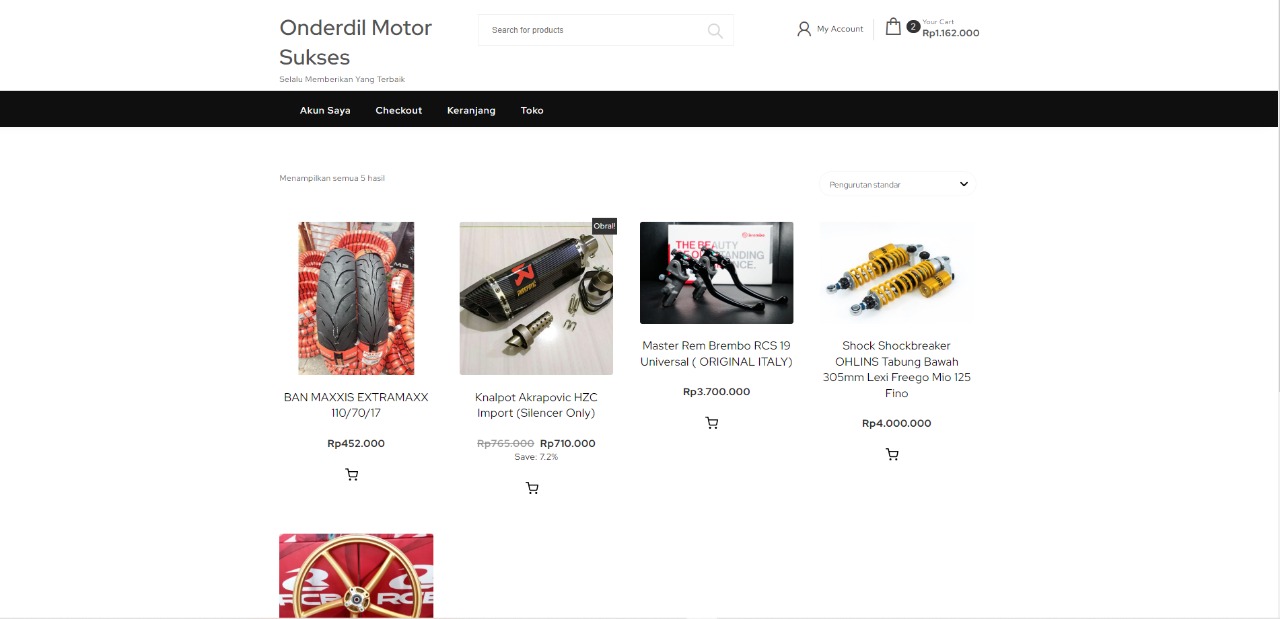 Onderdil Motor
Sukses
Selalu Memberikan Yang Terbaik
Search for products
My Account
2
Your Cart
Rp1.162.000
Akun Saya
Checkout
Keranjang
Toko
Menampilkan semua 5 hasil
Pengurutan standar
Obral!
AKRAPOVIC
brembo
THE BEAUTY
BAN MAXXIS EXTRAMAXX
110/70/17
Rp452.000
Knalpot Akrapovic HZC
Import (Silencer Only)
Rp765.000 Rp710.000
Save: 7.2%
Master Rem Brembo RCS 19
Universal ( ORIGINAL ITALY)
Rp3.700.000
Shock Shockbreaker
OHLINS Tabung Bawah
305mm Lexi Freego Mio 125
Fino
Rp4.000.000
RCB
RCB